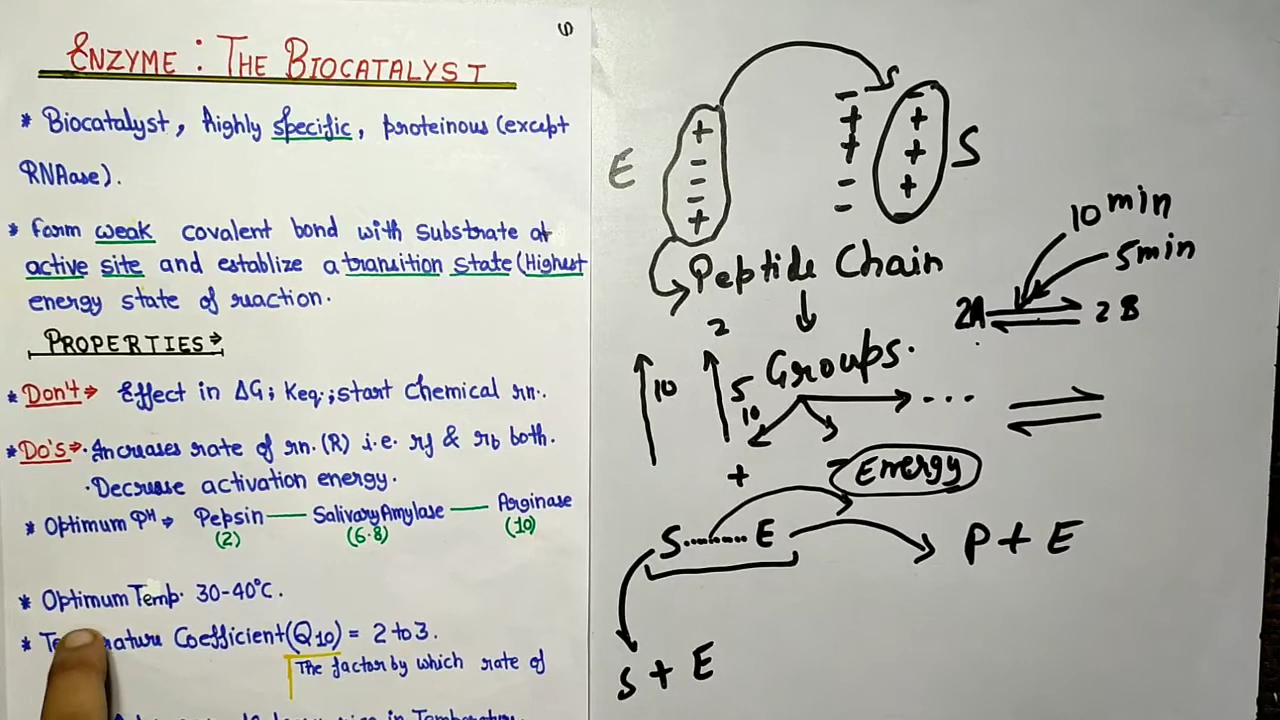 ENZYME : THE BIOCATALYST
* Biocatalyst, highly specific, proteinous (except
RNAase).
* form weak covalent bond with substrate at
active site and establize a transition state (Highest
energy state of reaction.
PROPERTIES →
* Don't → Effect in ΔG; Keq.; start chemical rn.
* Do's → • Increases rate of rn. (R) i.e. rf & rb both.
• Decrease activation energy.
* Optimum PH → Pepsin — Salivary Amylase — Arginase
(2) (6.8) (10)
* Optimum Temp. 30-40°C.
* Coefficient (Q10) = 2 to 3.
The factor by which rate of
in Temperature.
S
E + - - - + - + + - - - + + + S
Peptide Chain
10 min
5 min
2A ⇌ 2B
2
Groups.
10 5 10
...
⇌
+ - Energy
S........E → P + E
S + E